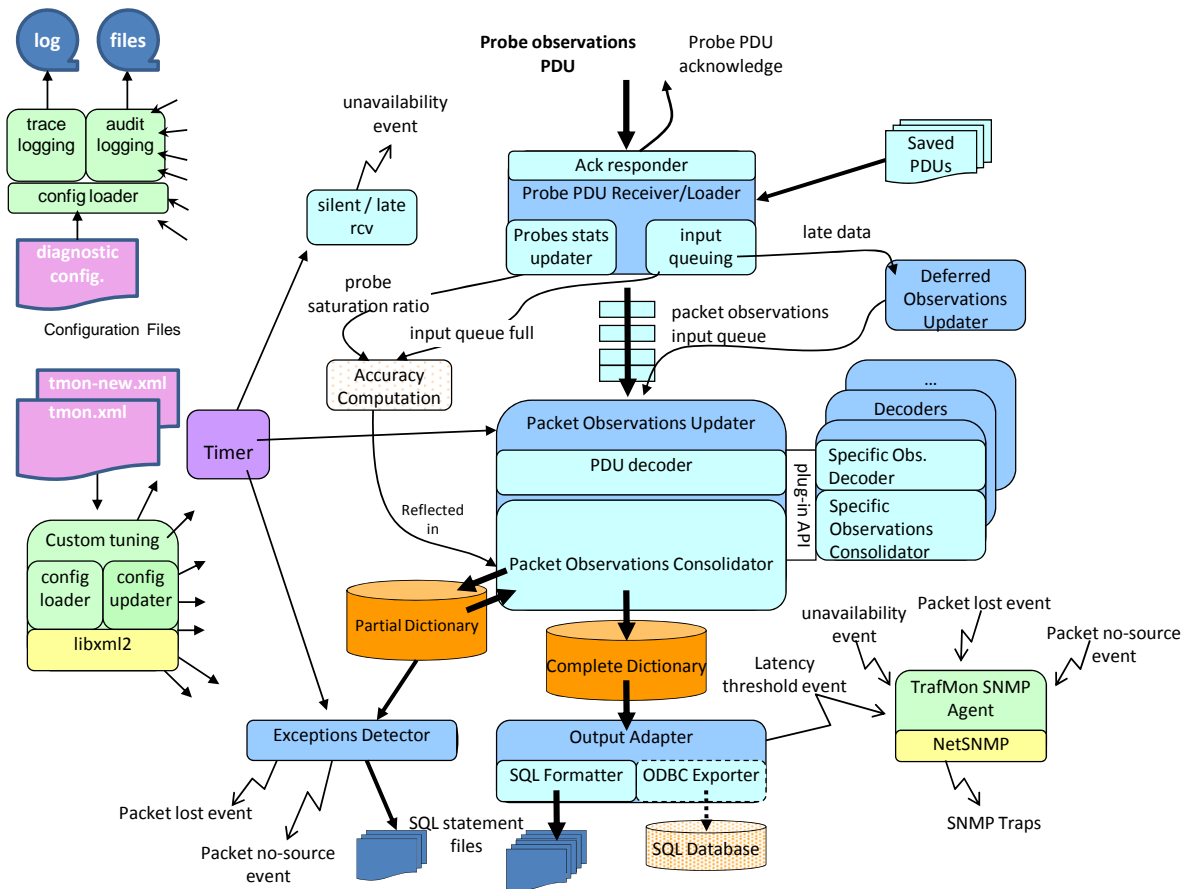 log
files
trace
logging
audit
logging
config loader
diagnostic
config.
Configuration Files
tmon-new.xml
tmon.xml
Custom tuning
config
loader
config
updater
libxml2
Timer
unavailability
event
silent / late
rcv
Probe observations
PDU
Probe PDU
acknowledge
Ack responder
Probe PDU Receiver/Loader
Probes stats
updater
input
queuing
Saved
PDUs
late data
Deferred
Observations
Updater
probe
saturation ratio
input queue full
packet observations
input queue
Accuracy
Computation
Reflected
in
Packet Observations Updater
PDU decoder
Packet Observations Consolidator
plug-in API
...
Decoders
Specific Obs.
Decoder
Specific
Observations
Consolidator
Partial Dictionary
Complete Dictionary
Exceptions Detector
Packet lost event
Packet no-source
event
SQL statement
files
Output Adapter
SQL Formatter
ODBC Exporter
SQL Database
Latency
threshold event
unavailability
event
Packet lost event
Packet no-source
event
TrafMon SNMP
Agent
NetSNMP
SNMP Traps